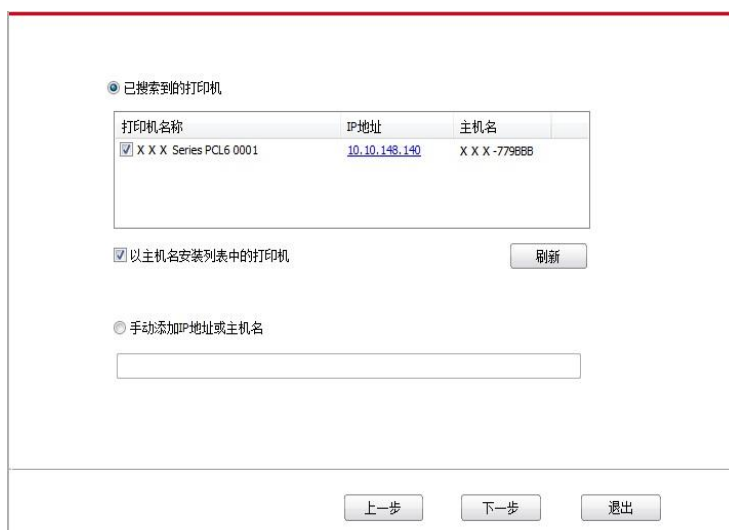 已搜索到的打印机
打印机名称 IP地址 主机名
X X X Series PCL6 0001 10.10.148.140 X X X -779BBB
以主机名安装列表中的打印机 刷新
手动添加IP地址或主机名
上一步 下一步 退出